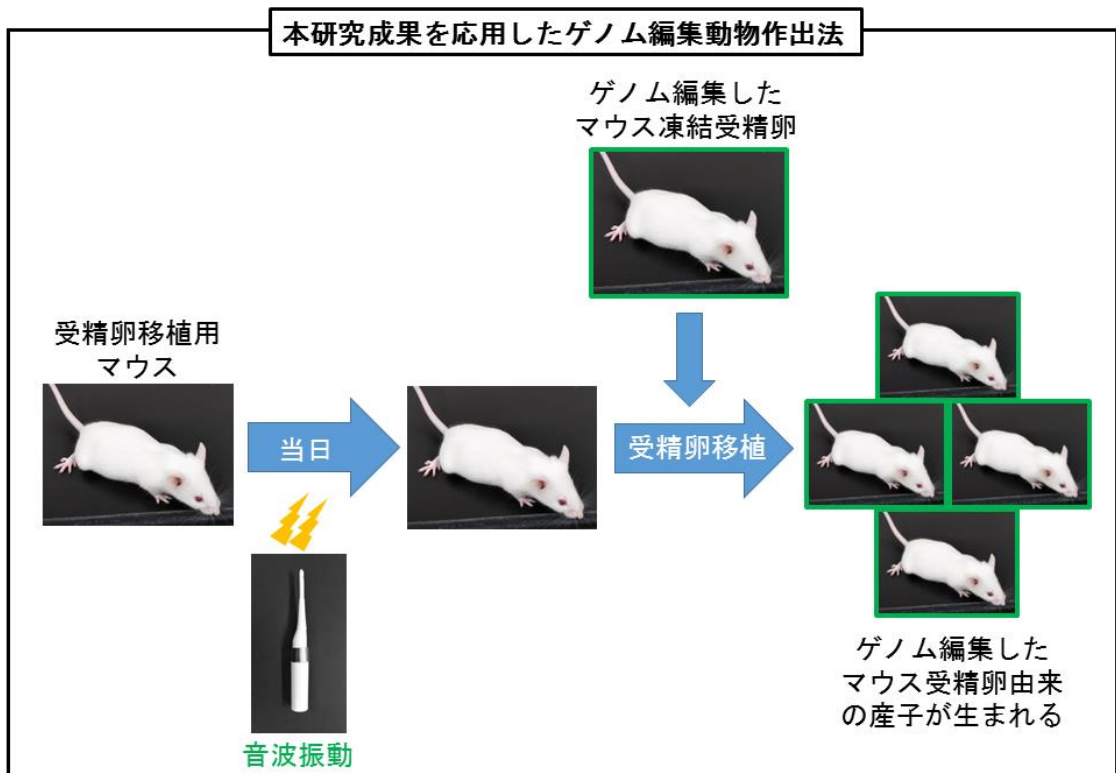 本研究成果を応用したゲノム編集動物作出法
ゲノム編集した
マウス凍結受精卵
受精卵移植用
マウス
当日
受精卵移植
音波振動
ゲノム編集した
マウス受精卵由来
の産子が生まれる